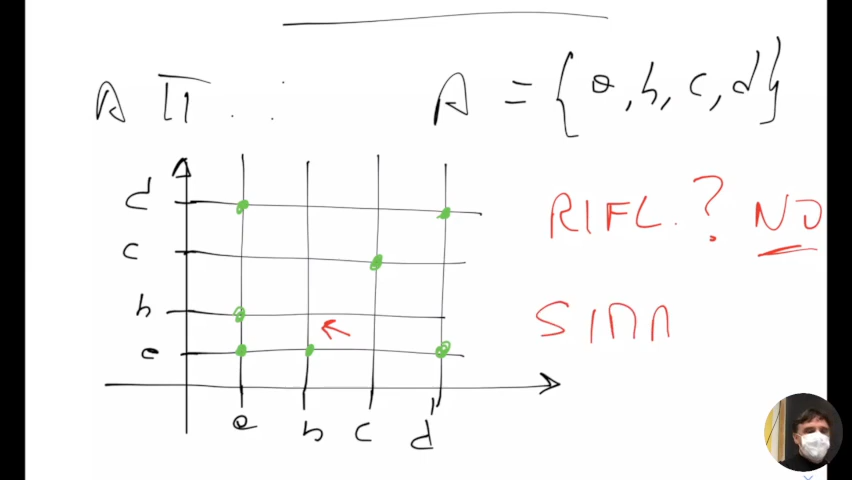 A = {a, b, c, d}
d
c
b
a
a b c d
RIFL. ? NO
SIMM